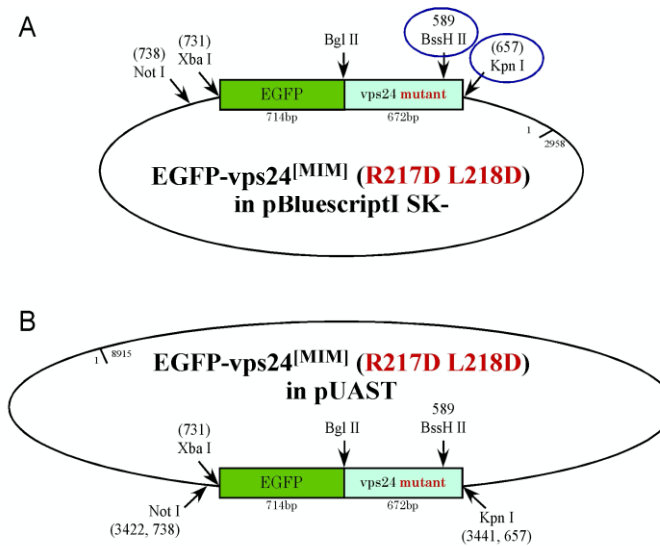 A
(738)
Not I
(731)
Xba I
Bgl II
589
BssH II
(657)
Kpn I
EGFP
vps24 mutant
714bp
672bp
1
2958
EGFP-vps24[MIM] (R217D L218D)
in pBluescriptI SK-
B
1
8915
EGFP-vps24[MIM] (R217D L218D)
in pUAST
(731)
Xba I
Bgl II
589
BssH II
EGFP
vps24 mutant
714bp
672bp
Not I
(3422, 738)
Kpn I
(3441, 657)